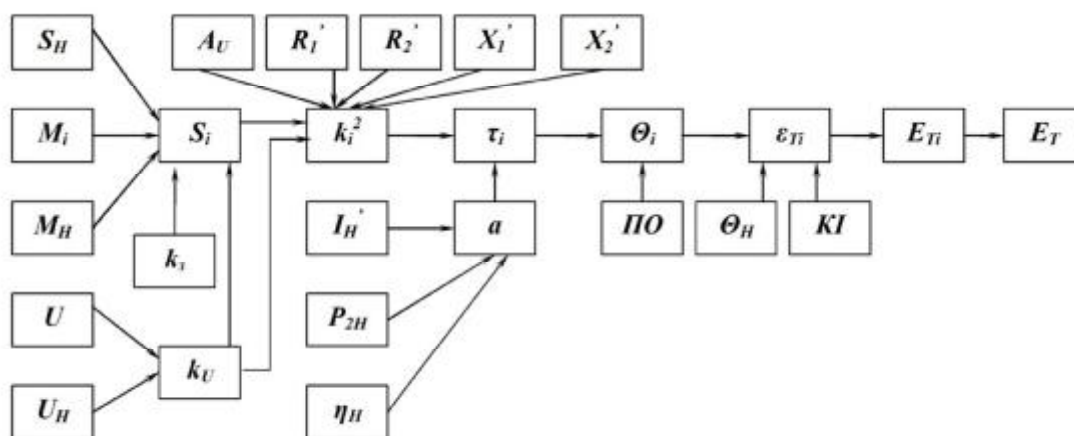 S_H A_U R_1' R_2' X_1' X_2'
M_i S_i k_i^2 τ_i Θ_i ε_Ti E_Ti E_T
M_H I_H' a ПО Θ_H КІ
k_з
U P_2H
k_U
U_H η_H